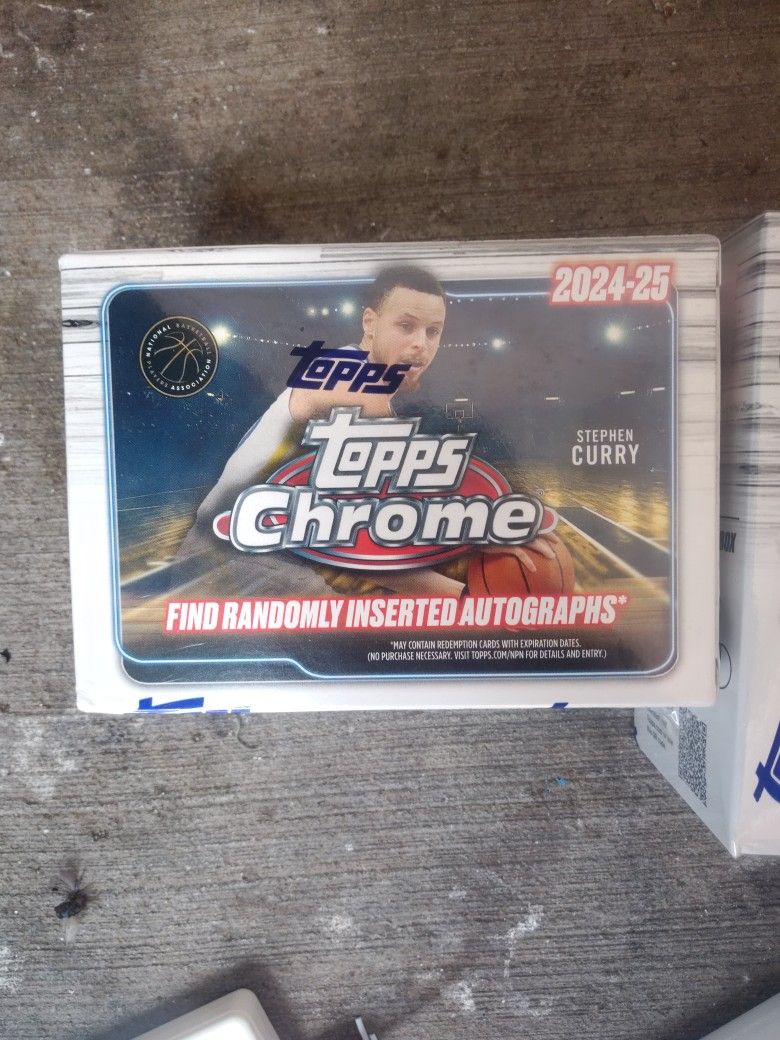 2024-25
NATIONAL BASKETBALL
PLAYERS ASSOCIATION
topps
STEPHEN
CURRY
topps
Chrome
FIND RANDOMLY INSERTED AUTOGRAPHS*
*MAY CONTAIN REDEMPTION CARDS WITH EXPIRATION DATES.
(NO PURCHASE NECESSARY. VISIT TOPPS.COM/NPN FOR DETAILS AND ENTRY.)
BOX